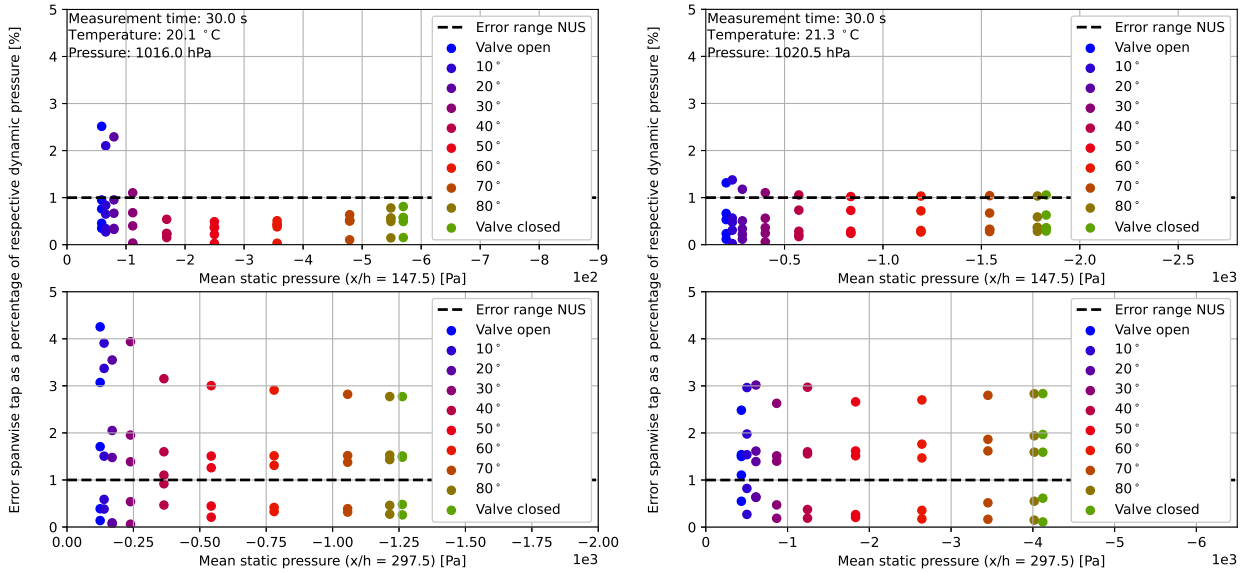 Error spanwise tap as a percentage of respective dynamic pressure [%]
Measurement time: 30.0 s
Temperature: 20.1 °C
Pressure: 1016.0 hPa
5
4
3
2
1
0
Error range NUS
Valve open
10°
20°
30°
40°
50°
60°
70°
80°
Valve closed
0 −1 −2 −3 −4 −5 −6 −7 −8 −9
Mean static pressure (x/h = 147.5) [Pa]
1e2
5
4
3
2
1
0
Error range NUS
Valve open
10°
20°
30°
40°
50°
60°
70°
80°
Valve closed
0.00 −0.25 −0.50 −0.75 −1.00 −1.25 −1.50 −1.75 −2.00
Mean static pressure (x/h = 297.5) [Pa]
1e3
Error spanwise tap as a percentage of respective dynamic pressure [%]
Measurement time: 30.0 s
Temperature: 21.3 °C
Pressure: 1020.5 hPa
5
4
3
2
1
0
Error range NUS
Valve open
10°
20°
30°
40°
50°
60°
70°
80°
Valve closed
−0.5 −1.0 −1.5 −2.0 −2.5
Mean static pressure (x/h = 147.5) [Pa]
1e3
5
4
3
2
1
0
Error range NUS
Valve open
10°
20°
30°
40°
50°
60°
70°
80°
Valve closed
0 −1 −2 −3 −4 −5 −6
Mean static pressure (x/h = 297.5) [Pa]
1e3